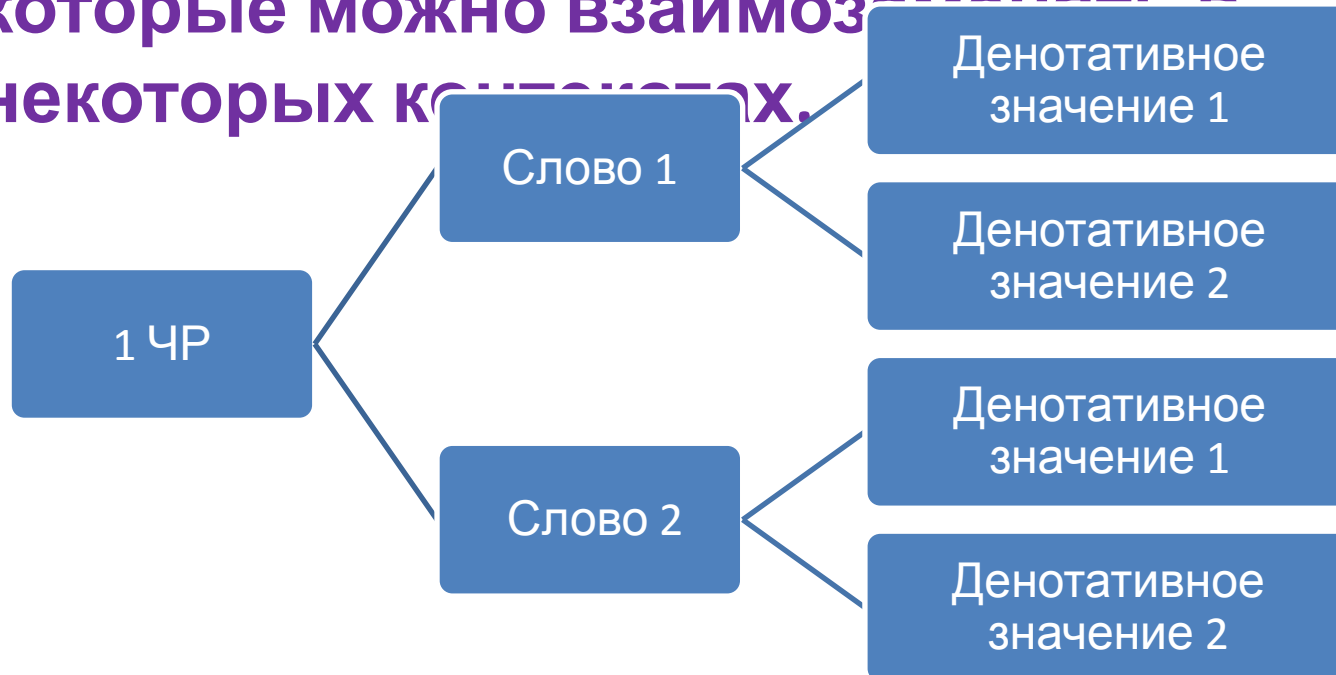 которые можно
некоторых
Денотативное
значение 1
Слово 1
Денотативное
значение 2
1 ЧР
Денотативное
значение 1
Слово 2
Денотативное
значение 2